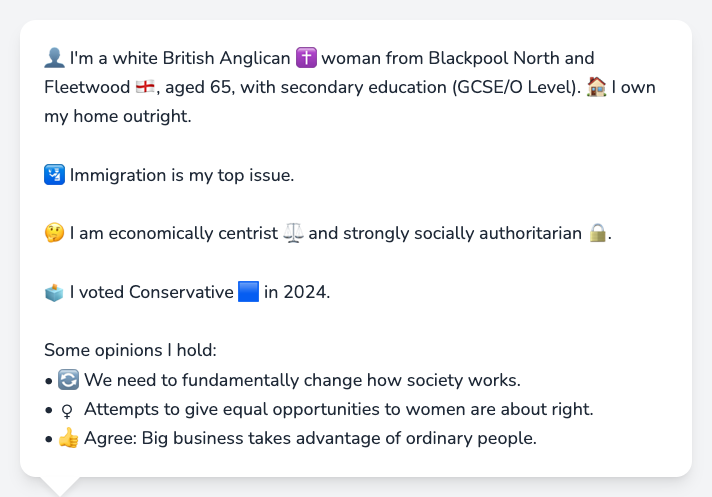 👤 I'm a white British Anglican ✝️ woman from Blackpool North and
Fleetwood 🏴󠁧󠁢󠁥󠁮󠁧󠁿, aged 65, with secondary education (GCSE/O Level). 🏠 I own
my home outright.
🛂 Immigration is my top issue.
🤔 I am economically centrist ⚖️ and strongly socially authoritarian 🔒.
🗳️ I voted Conservative 🟦 in 2024.
Some opinions I hold:
• 🔄 We need to fundamentally change how society works.
• ♀ Attempts to give equal opportunities to women are about right.
• 👍 Agree: Big business takes advantage of ordinary people.